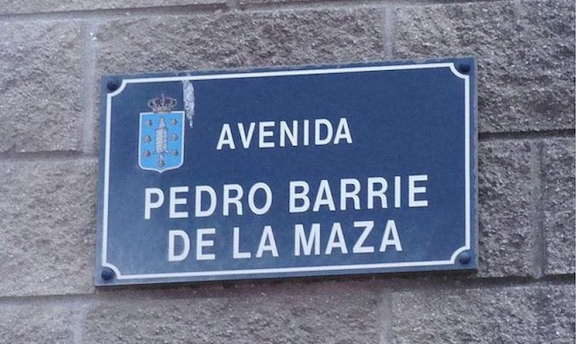 AVENIDA
PEDRO BARRIE
DE LA MAZA